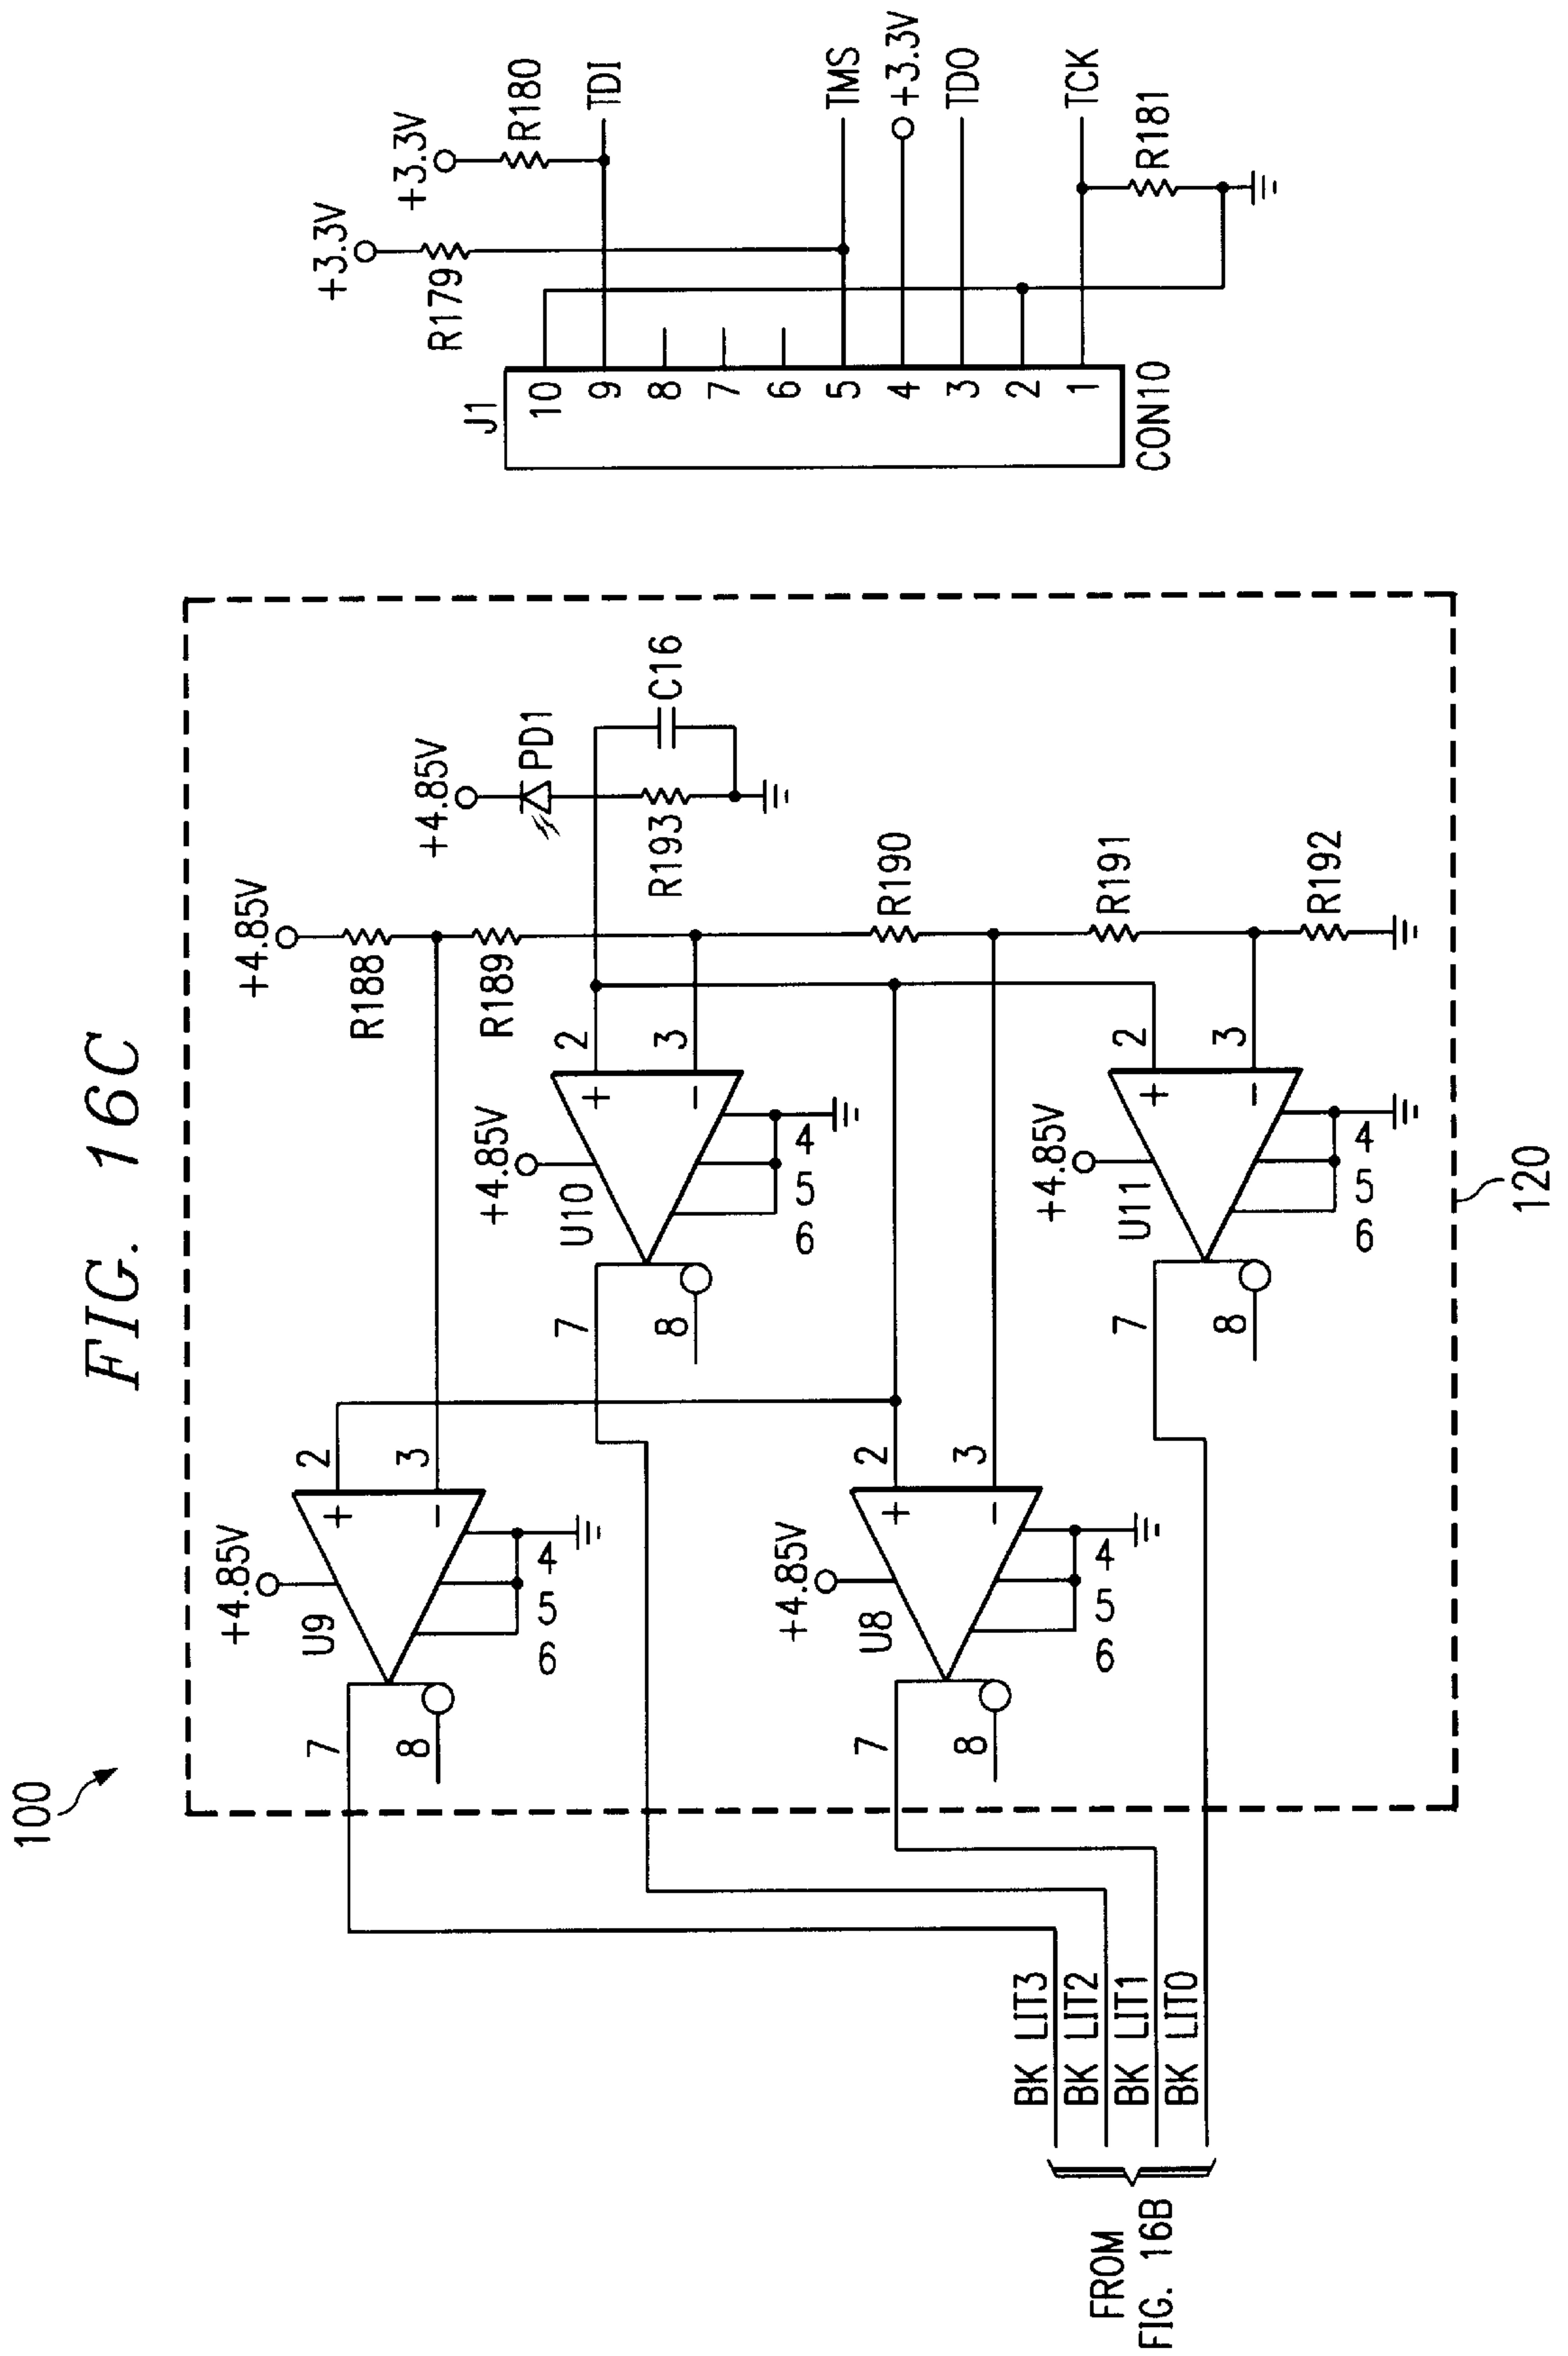 FIG. 16C
100
+4.85V
U9
2
+
3
-
4
5
6
7
8
+4.85V
U10
2
+
3
-
4
5
6
7
8
+4.85V
U8
2
+
3
-
4
5
6
7
8
+4.85V
U11
2
+
3
-
4
5
6
7
8
+4.85V
R188
R189
R190
R191
R192
+4.85V
PD1
R193
C16
BK LIT3
BK LIT2
BK LIT1
BK LIT0
FROM
FIG. 16B
120
J1
10
9
8
7
6
5
4
3
2
1
CON10
+3.3V
R179
+3.3V
R180
TDI
TMS
+3.3V
TDO
TCK
R181